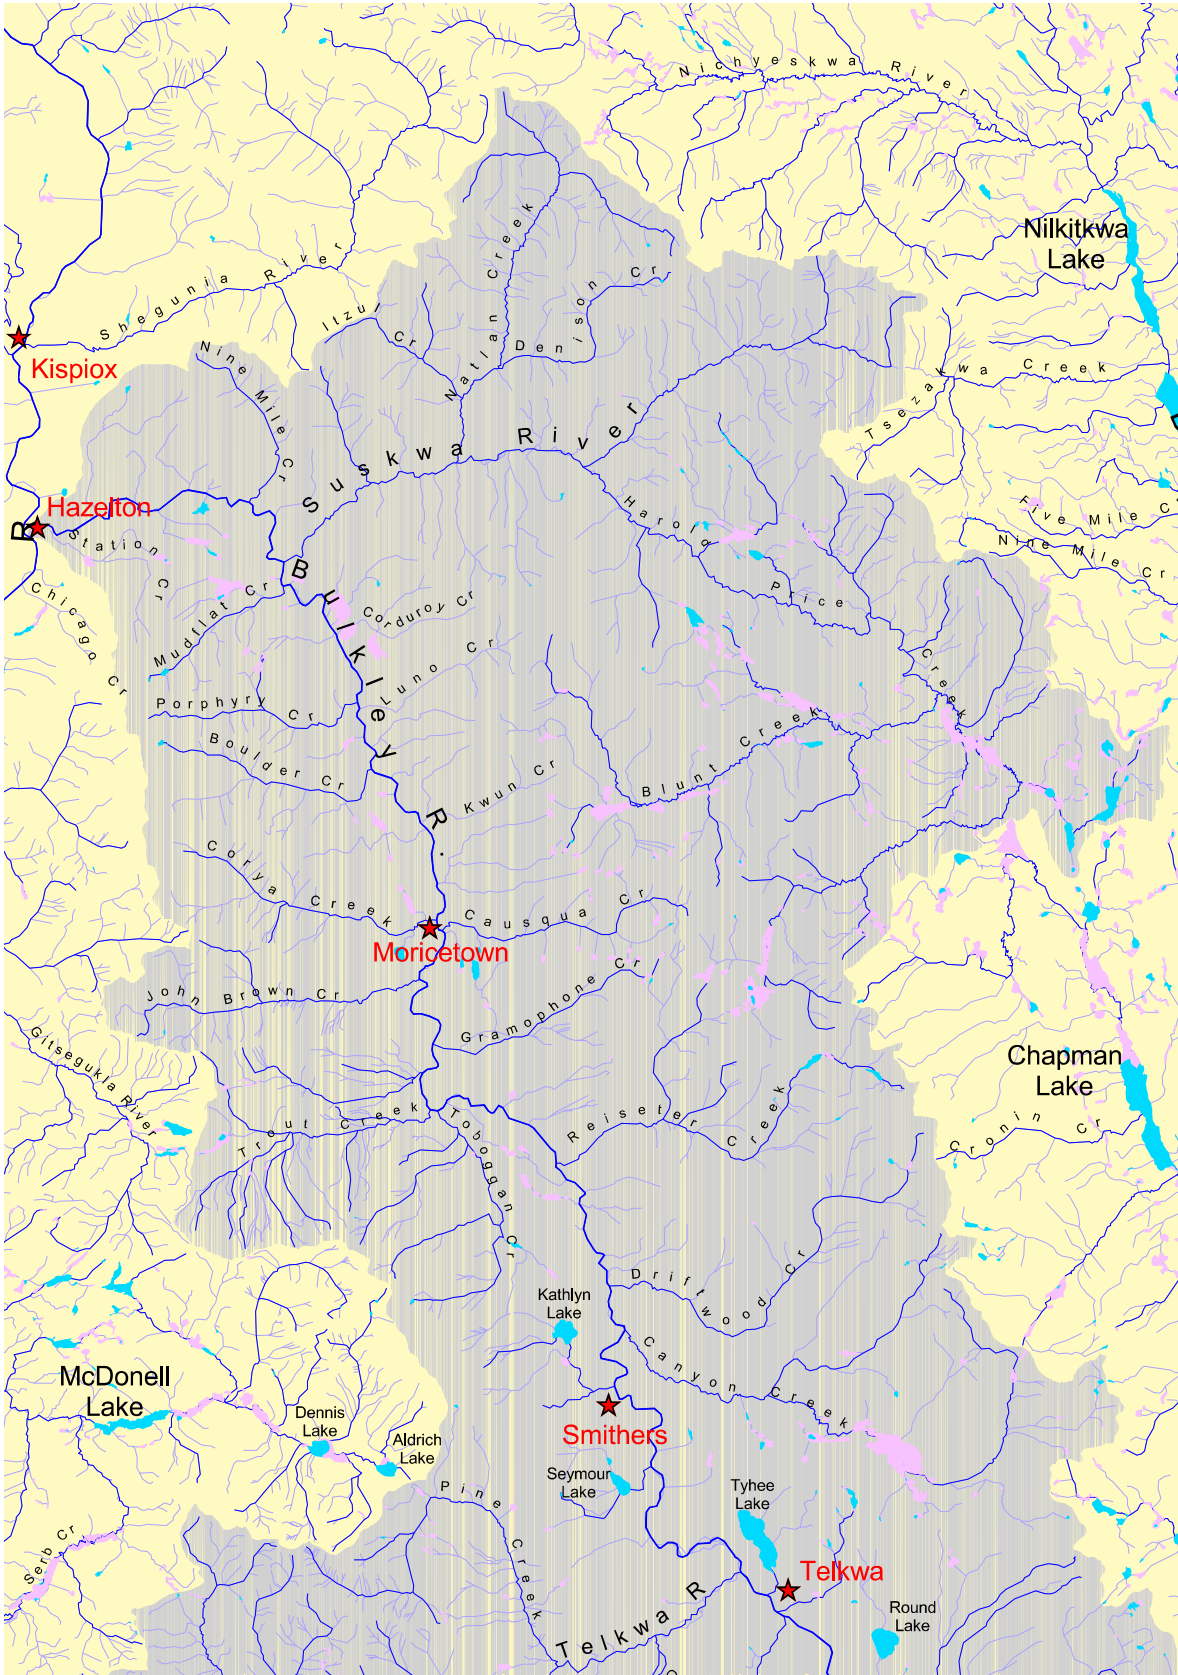 Nichyeskwa River
Nilkitkwa
Lake
Shegunia River
Natlan Creek
Denison Cr
Itzul Cr
Kispiox
Nine Mile Cr
Tsezakwa Creek
Suskwa River
Hazelton
B
Station Cr
Harold
Price
Creek
Five Mile C
Nine Mile Cr
Chicago Cr
Mudflat Cr
Bulkley R.
Corduroy Cr
Luno Cr
Porphyry Cr
Boulder Cr
Kwun Cr
Blunt Creek
Corya Creek
Causqua Cr
Moricetown
John Brown Cr
Gramophone Cr
Gitsegukla River
Chapman
Lake
Cronin Cr
Trout Creek
Toboggan Cr
Reiseter Creek
Driftwood Cr
Kathlyn
Lake
Canyon Creek
McDonell
Lake
Dennis
Lake
Aldrich
Lake
Smithers
Seymour
Lake
Tyhee
Lake
Pine Creek
Serb Cr
Telkwa
Telkwa R
Round
Lake